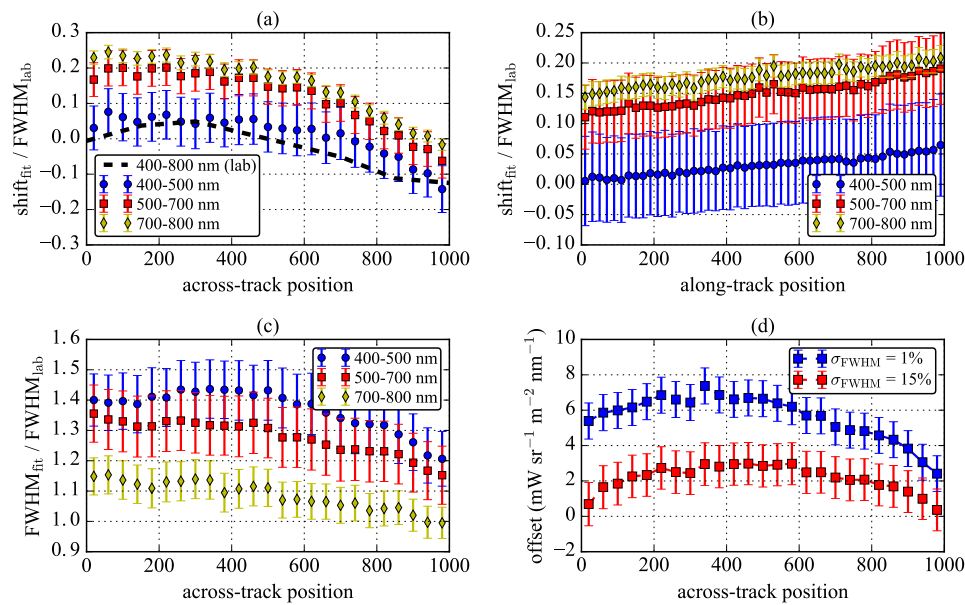 (a)
0.3
0.2
0.1
0.0
−0.1
−0.2
−0.3
shift_fit / FWHM_lab
400-800 nm (lab)
400-500 nm
500-700 nm
700-800 nm
0 200 400 600 800 1000
across-track position
(b)
0.25
0.20
0.15
0.10
0.05
0.00
−0.05
−0.10
shift_fit / FWHM_lab
400-500 nm
500-700 nm
700-800 nm
0 200 400 600 800 1000
along-track position
(c)
1.6
1.5
1.4
1.3
1.2
1.1
1.0
0.9
FWHM_fit / FWHM_lab
400-500 nm
500-700 nm
700-800 nm
0 200 400 600 800 1000
across-track position
(d)
10
8
6
4
2
0
−2
offset (mW sr⁻¹ m⁻² nm⁻¹)
σ_FWHM = 1%
σ_FWHM = 15%
0 200 400 600 800 1000
across-track position